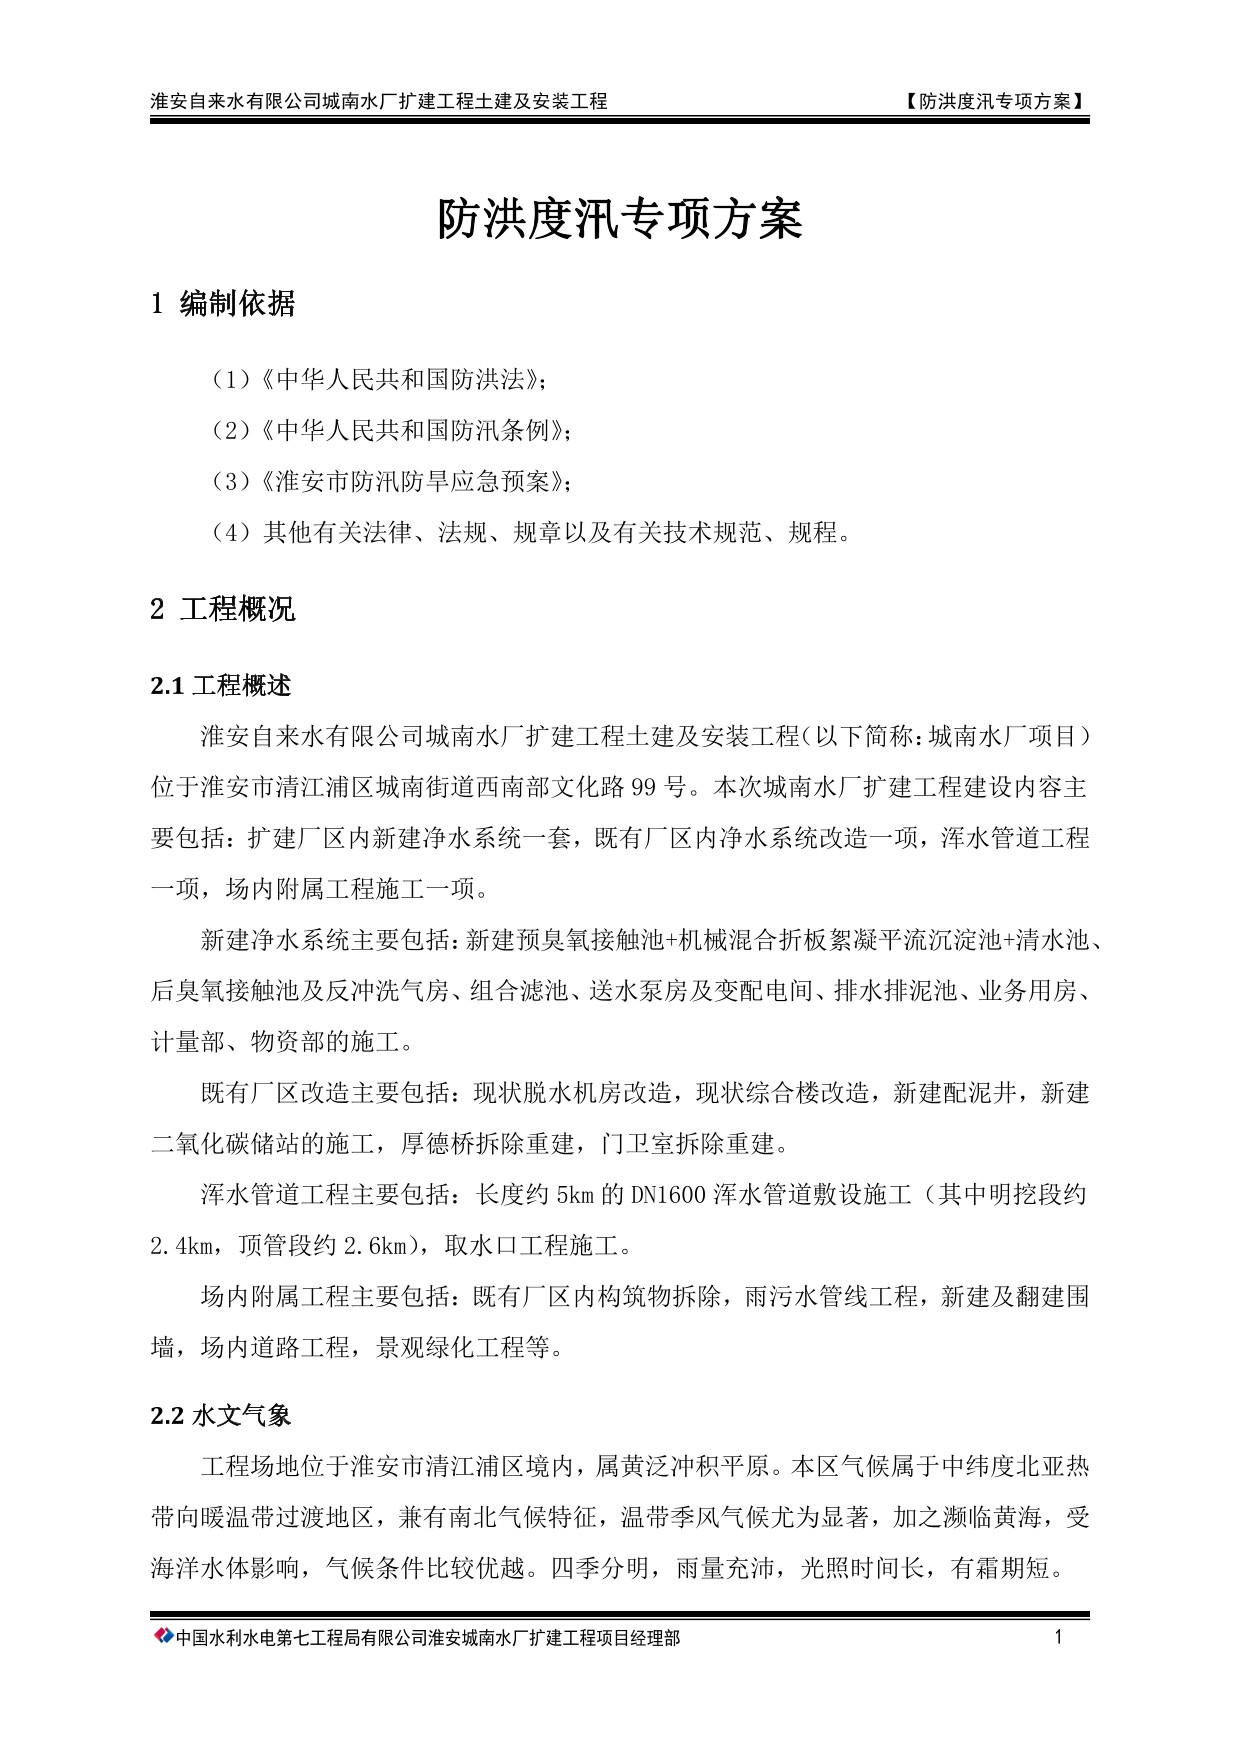 淮安自来水有限公司城南水厂扩建工程土建及安装工程 【防洪度汛专项方案】
防洪度汛专项方案
1 编制依据
（1）《中华人民共和国防洪法》；
（2）《中华人民共和国防汛条例》；
（3）《淮安市防汛防旱应急预案》；
（4）其他有关法律、法规、规章以及有关技术规范、规程。
2 工程概况
2.1 工程概述
淮安自来水有限公司城南水厂扩建工程土建及安装工程（以下简称：城南水厂项目）
位于淮安市清江浦区城南街道西南部文化路 99 号。本次城南水厂扩建工程建设内容主
要包括：扩建厂区内新建净水系统一套，既有厂区内净水系统改造一项，浑水管道工程
一项，场内附属工程施工一项。
新建净水系统主要包括：新建预臭氧接触池+机械混合折板絮凝平流沉淀池+清水池、
后臭氧接触池及反冲洗气房、组合滤池、送水泵房及变配电间、排水排泥池、业务用房、
计量部、物资部的施工。
既有厂区改造主要包括：现状脱水机房改造，现状综合楼改造，新建配泥井，新建
二氧化碳储站的施工，厚德桥拆除重建，门卫室拆除重建。
浑水管道工程主要包括：长度约 5km 的 DN1600 浑水管道敷设施工（其中明挖段约
2.4km，顶管段约 2.6km），取水口工程施工。
场内附属工程主要包括：既有厂区内构筑物拆除，雨污水管线工程，新建及翻建围
墙，场内道路工程，景观绿化工程等。
2.2 水文气象
工程场地位于淮安市清江浦区境内，属黄泛冲积平原。本区气候属于中纬度北亚热
带向暖温带过渡地区，兼有南北气候特征，温带季风气候尤为显著，加之濒临黄海，受
海洋水体影响，气候条件比较优越。四季分明，雨量充沛，光照时间长，有霜期短。
中国水利水电第七工程局有限公司淮安城南水厂扩建工程项目经理部 1